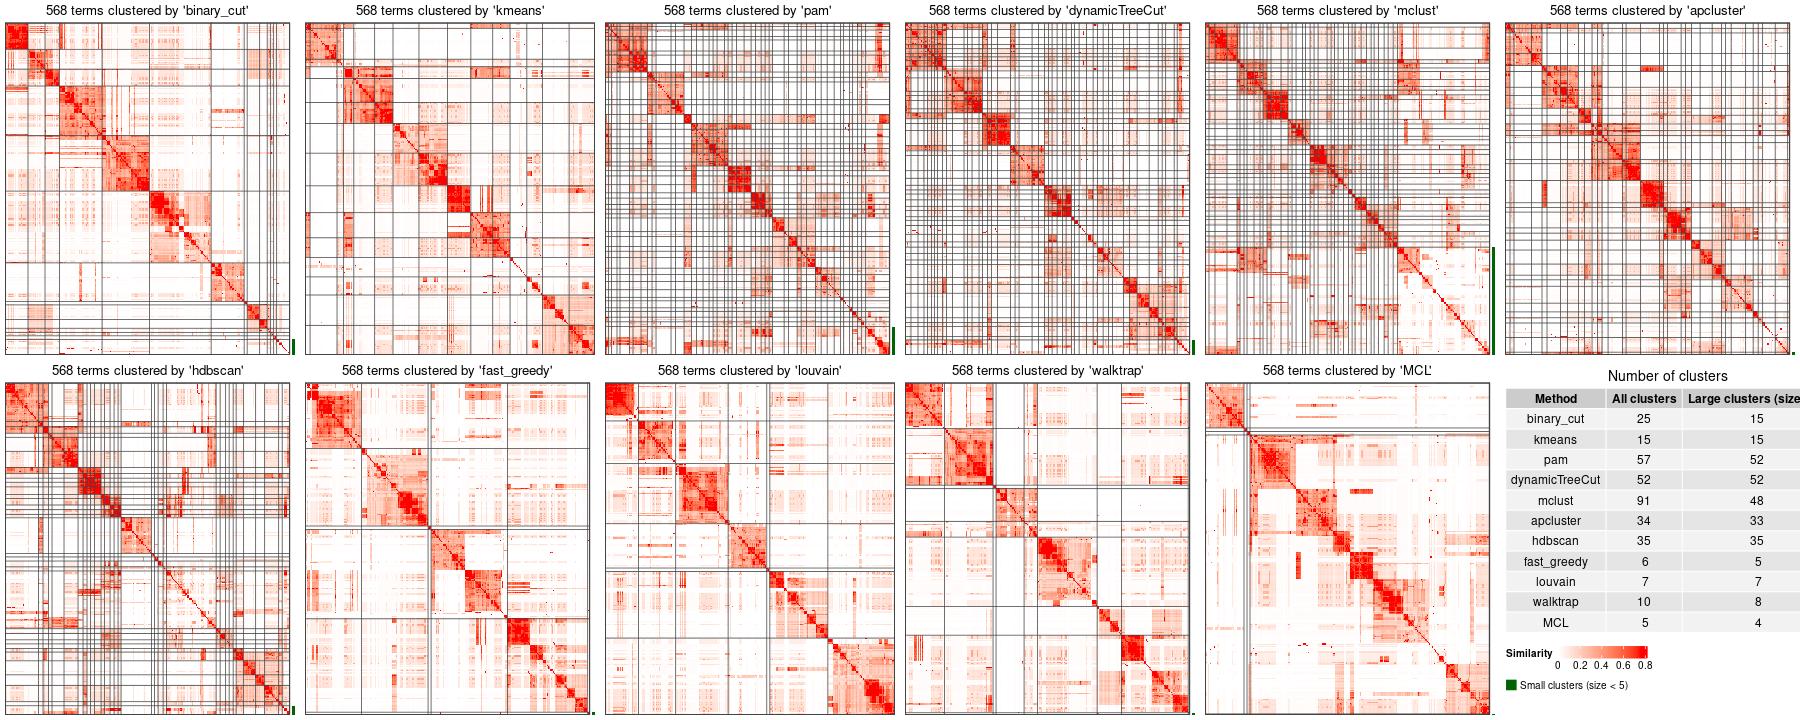 568 terms clustered by 'binary_cut'
568 terms clustered by 'kmeans'
568 terms clustered by 'pam'
568 terms clustered by 'dynamicTreeCut'
568 terms clustered by 'mclust'
568 terms clustered by 'apcluster'
568 terms clustered by 'hdbscan'
568 terms clustered by 'fast_greedy'
568 terms clustered by 'louvain'
568 terms clustered by 'walktrap'
568 terms clustered by 'MCL'
Number of clusters
Method All clusters Large clusters (size
binary_cut 25 15
kmeans 15 15
pam 57 52
dynamicTreeCut 52 52
mclust 91 48
apcluster 34 33
hdbscan 35 35
fast_greedy 6 5
louvain 7 7
walktrap 10 8
MCL 5 4
Similarity
0 0.2 0.4 0.6 0.8
Small clusters (size < 5)